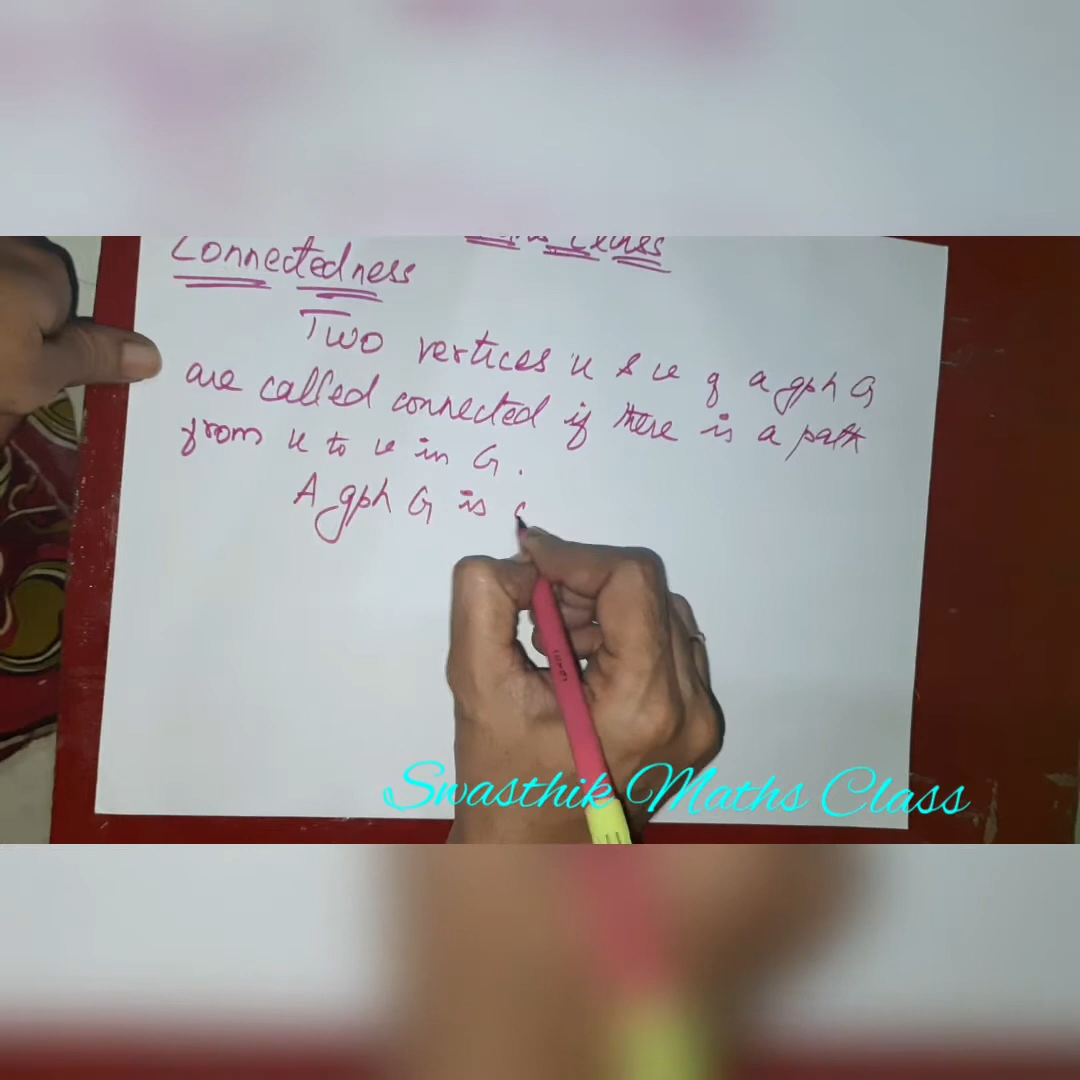 Connectedness
Two vertices u & v of a gph G
are called connected if there is a path
from u to v in G.
A gph G is c
Swasthik Maths Class